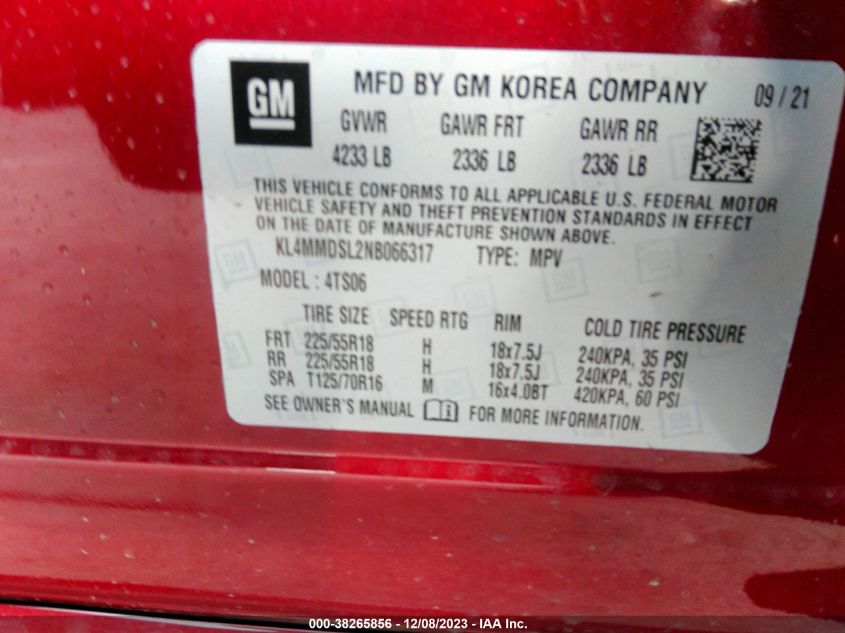 GM MFD BY GM KOREA COMPANY 09 / 21
GVWR GAWR FRT GAWR RR
4233 LB 2336 LB 2336 LB
THIS VEHICLE CONFORMS TO ALL APPLICABLE U.S. FEDERAL MOTOR
VEHICLE SAFETY AND THEFT PREVENTION STANDARDS IN EFFECT
ON THE DATE OF MANUFACTURE SHOWN ABOVE.
KL4MMDSL2NB066317 TYPE: MPV
MODEL : 4TS06
TIRE SIZE SPEED RTG RIM COLD TIRE PRESSURE
FRT 225/55R18 H 18x7.5J 240KPA, 35 PSI
RR 225/55R18 H 18x7.5J 240KPA, 35 PSI
SPA T125/70R16 M 16x4.0BT 420KPA, 60 PSI
SEE OWNER'S MANUAL FOR MORE INFORMATION.
000-38265856 - 12/08/2023 - IAA Inc.